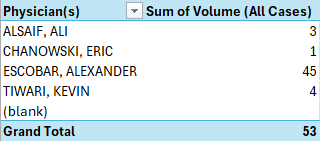 Physician(s) Sum of Volume (All Cases)
ALSAIF, ALI 3
CHANOWSKI, ERIC 1
ESCOBAR, ALEXANDER 45
TIWARI, KEVIN 4
(blank)
Grand Total 53